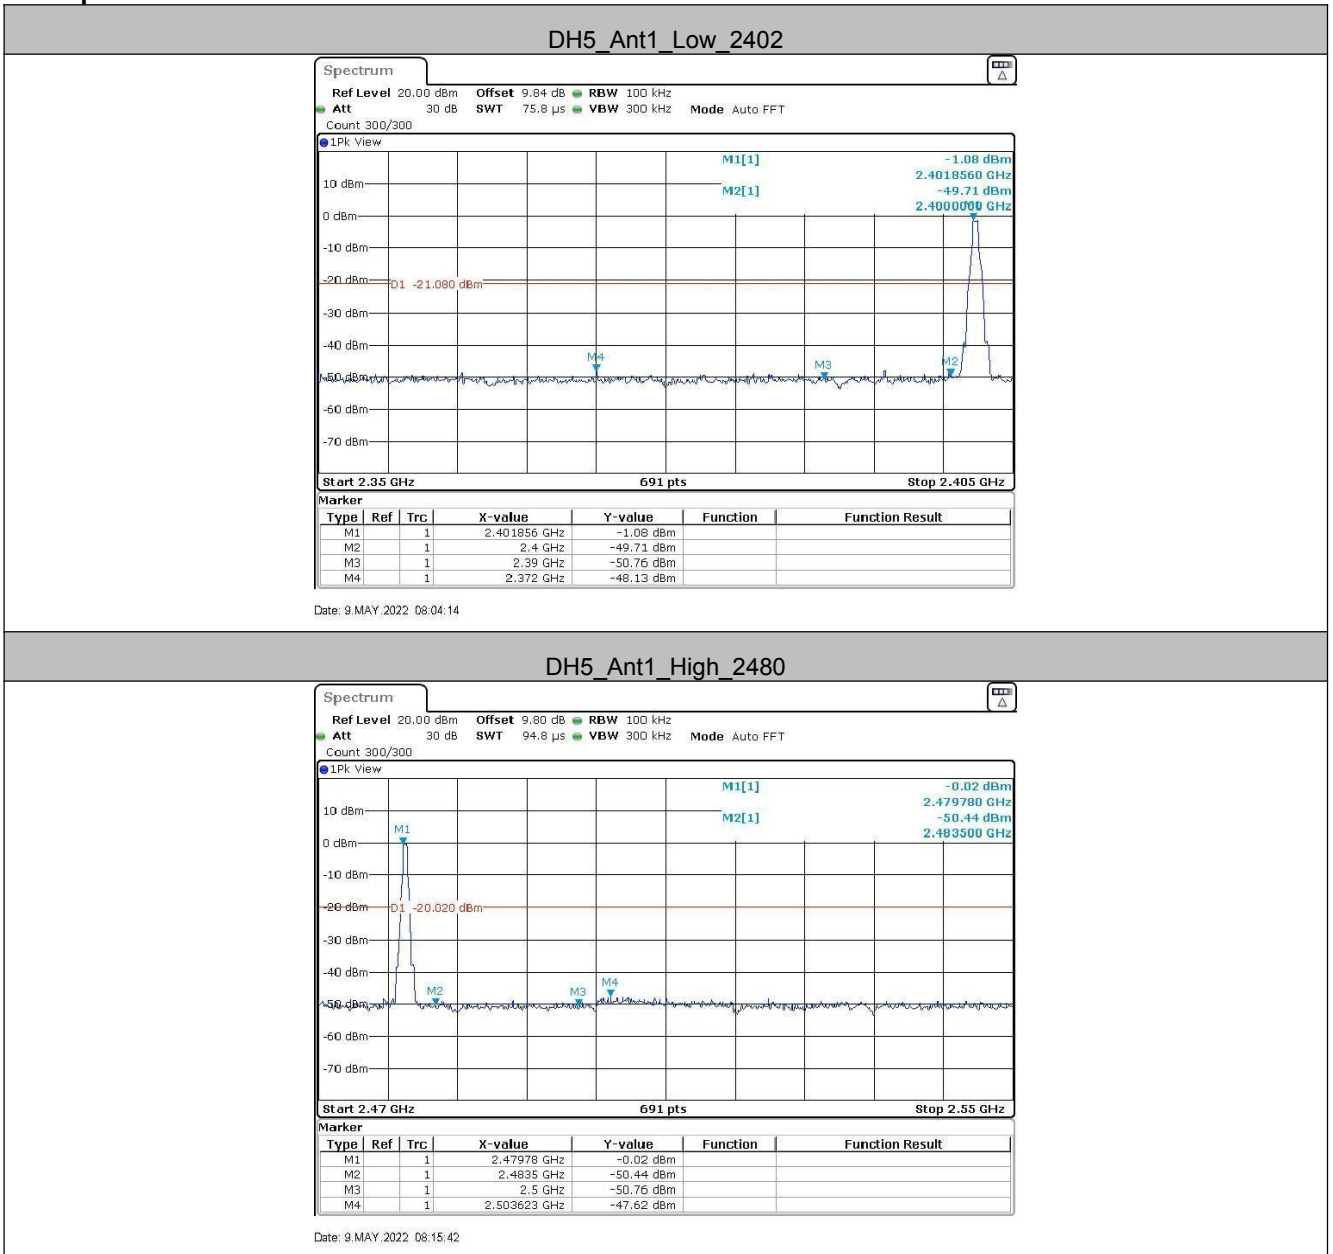 DH5_Ant1_Low_2402
Spectrum
Ref Level 20.00 dBm Offset 9.84 dB RBW 100 kHz
Att 30 dB SWT 75.8 µs VBW 300 kHz Mode Auto FFT
Count 300/300
1Pk View
M1[1] -1.08 dBm
2.4018560 GHz
M2[1] -49.71 dBm
2.4000000 GHz
M1
10 dBm
0 dBm
-10 dBm
-20 dBm
D1 -21.080 dBm
-30 dBm
-40 dBm
M4
M3
M2
-50 dBm
-60 dBm
-70 dBm
Start 2.35 GHz 691 pts Stop 2.405 GHz
Marker
Type Ref Trc X-value Y-value Function Function Result
M1 1 2.401856 GHz -1.08 dBm
M2 1 2.4 GHz -49.71 dBm
M3 1 2.39 GHz -50.76 dBm
M4 1 2.372 GHz -48.13 dBm
Date: 9.MAY.2022 08:04:14
DH5_Ant1_High_2480
Spectrum
Ref Level 20.00 dBm Offset 9.80 dB RBW 100 kHz
Att 30 dB SWT 94.8 µs VBW 300 kHz Mode Auto FFT
Count 300/300
1Pk View
M1[1] -0.02 dBm
2.479780 GHz
M2[1] -50.44 dBm
2.483500 GHz
10 dBm
M1
0 dBm
-10 dBm
-20 dBm
D1 -20.020 dBm
-30 dBm
-40 dBm
M2
M3
M4
-50 dBm
-60 dBm
-70 dBm
Start 2.47 GHz 691 pts Stop 2.55 GHz
Marker
Type Ref Trc X-value Y-value Function Function Result
M1 1 2.47978 GHz -0.02 dBm
M2 1 2.4835 GHz -50.44 dBm
M3 1 2.5 GHz -50.76 dBm
M4 1 2.503623 GHz -47.62 dBm
Date: 9.MAY.2022 08:15:42